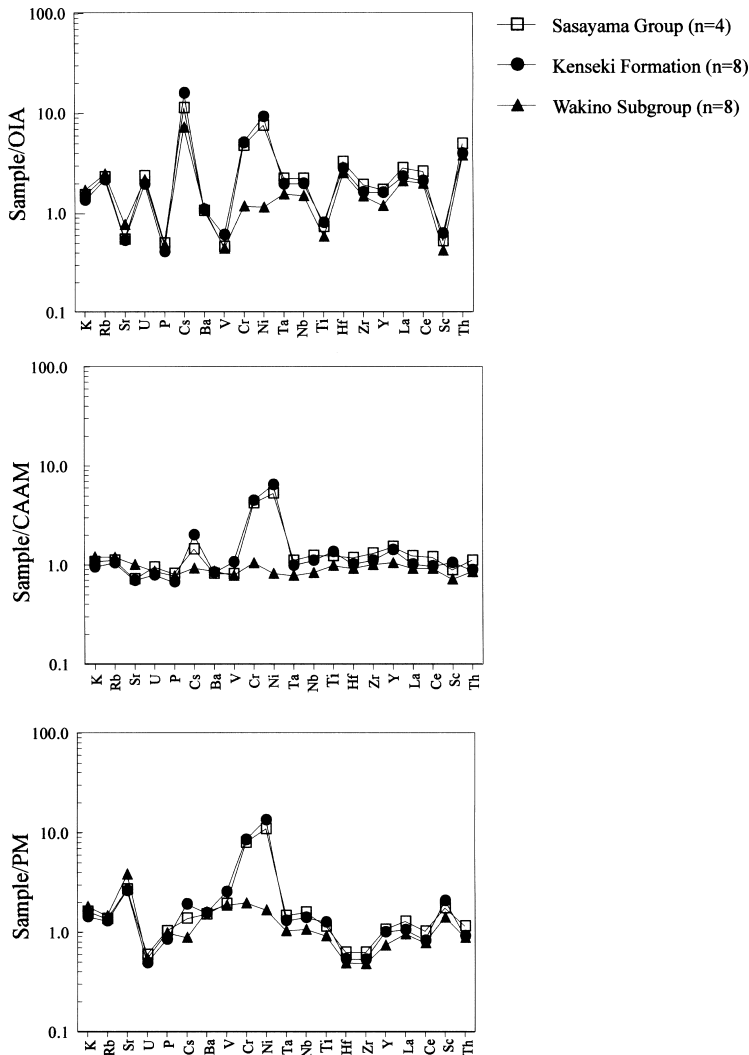 Sasayama Group (n=4)
Kenseki Formation (n=8)
Wakino Subgroup (n=8)
Sample/OIA
100.0
10.0
1.0
0.1
K Rb Sr U P Cs Ba V Cr Ni Ta Nb Ti Hf Zr Y La Ce Sc Th
Sample/CAAM
100.0
10.0
1.0
0.1
K Rb Sr U P Cs Ba V Cr Ni Ta Nb Ti Hf Zr Y La Ce Sc Th
Sample/PM
100.0
10.0
1.0
0.1
K Rb Sr U P Cs Ba V Cr Ni Ta Nb Ti Hf Zr Y La Ce Sc Th